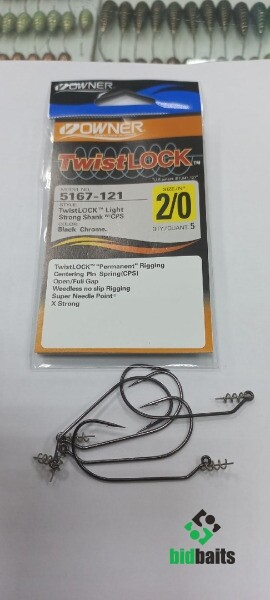 OWNER
OWNER
TwistLOCK™
MODEL NO.
5167-121
STYLE:
TwistLOCK™ Light
Strong Shank w/CPS
COLOR:
Black Chrome.
SIZE/N°
2/0
QTY/QUANT 5
TwistLOCK™ "Permanent" Rigging
Centering Pin Spring(CPS)
Open/Full Gap
Weedless no slip Rigging
Super Needle Point®
X Strong
bidbaits